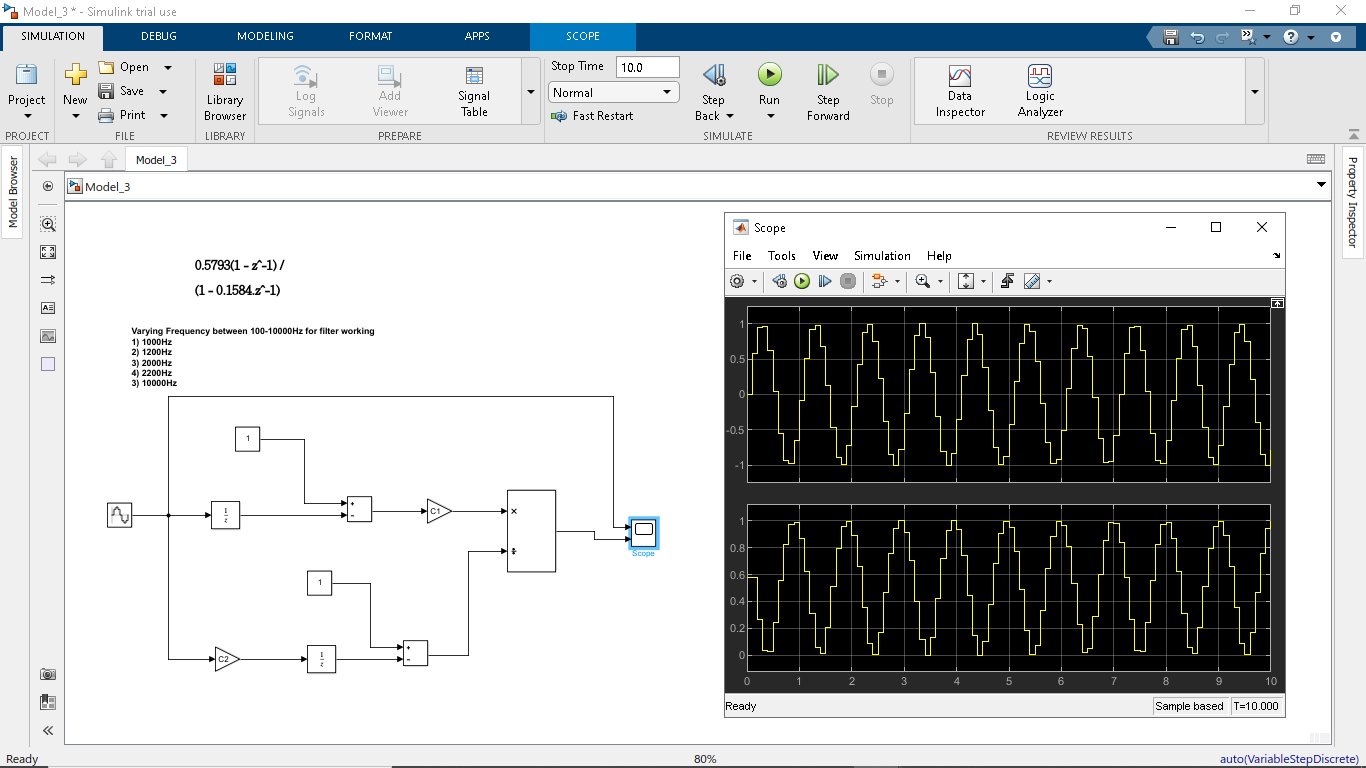 Model_3 * - Simulink trial use
SIMULATION DEBUG MODELING FORMAT APPS SCOPE
Project
New
Open
Save
Print
Library Browser
Log Signals
Add Viewer
Signal Table
Stop Time 10.0
Normal
Fast Restart
Step Back
Run
Step Forward
Stop
Data Inspector
Logic Analyzer
PROJECT FILE LIBRARY PREPARE SIMULATE REVIEW RESULTS
Model Browser
Model_3
Model_3
Property Inspector
0.5793(1 - z^-1) /
(1 - 0.1584.z^-1)
Varying Frequency between 100-10000Hz for filter working
1) 1000Hz
2) 1200Hz
3) 2000Hz
4) 2200Hz
3) 10000Hz
1
1
z
+
−
C1
×
÷
Scope
1
C2
1
z
+
−
Scope
File Tools View Simulation Help
1
0.5
0
-0.5
-1
1
0.8
0.6
0.4
0.2
0
0 1 2 3 4 5 6 7 8 9 10
Ready Sample based T=10.000
Ready 80% auto(VariableStepDiscrete)